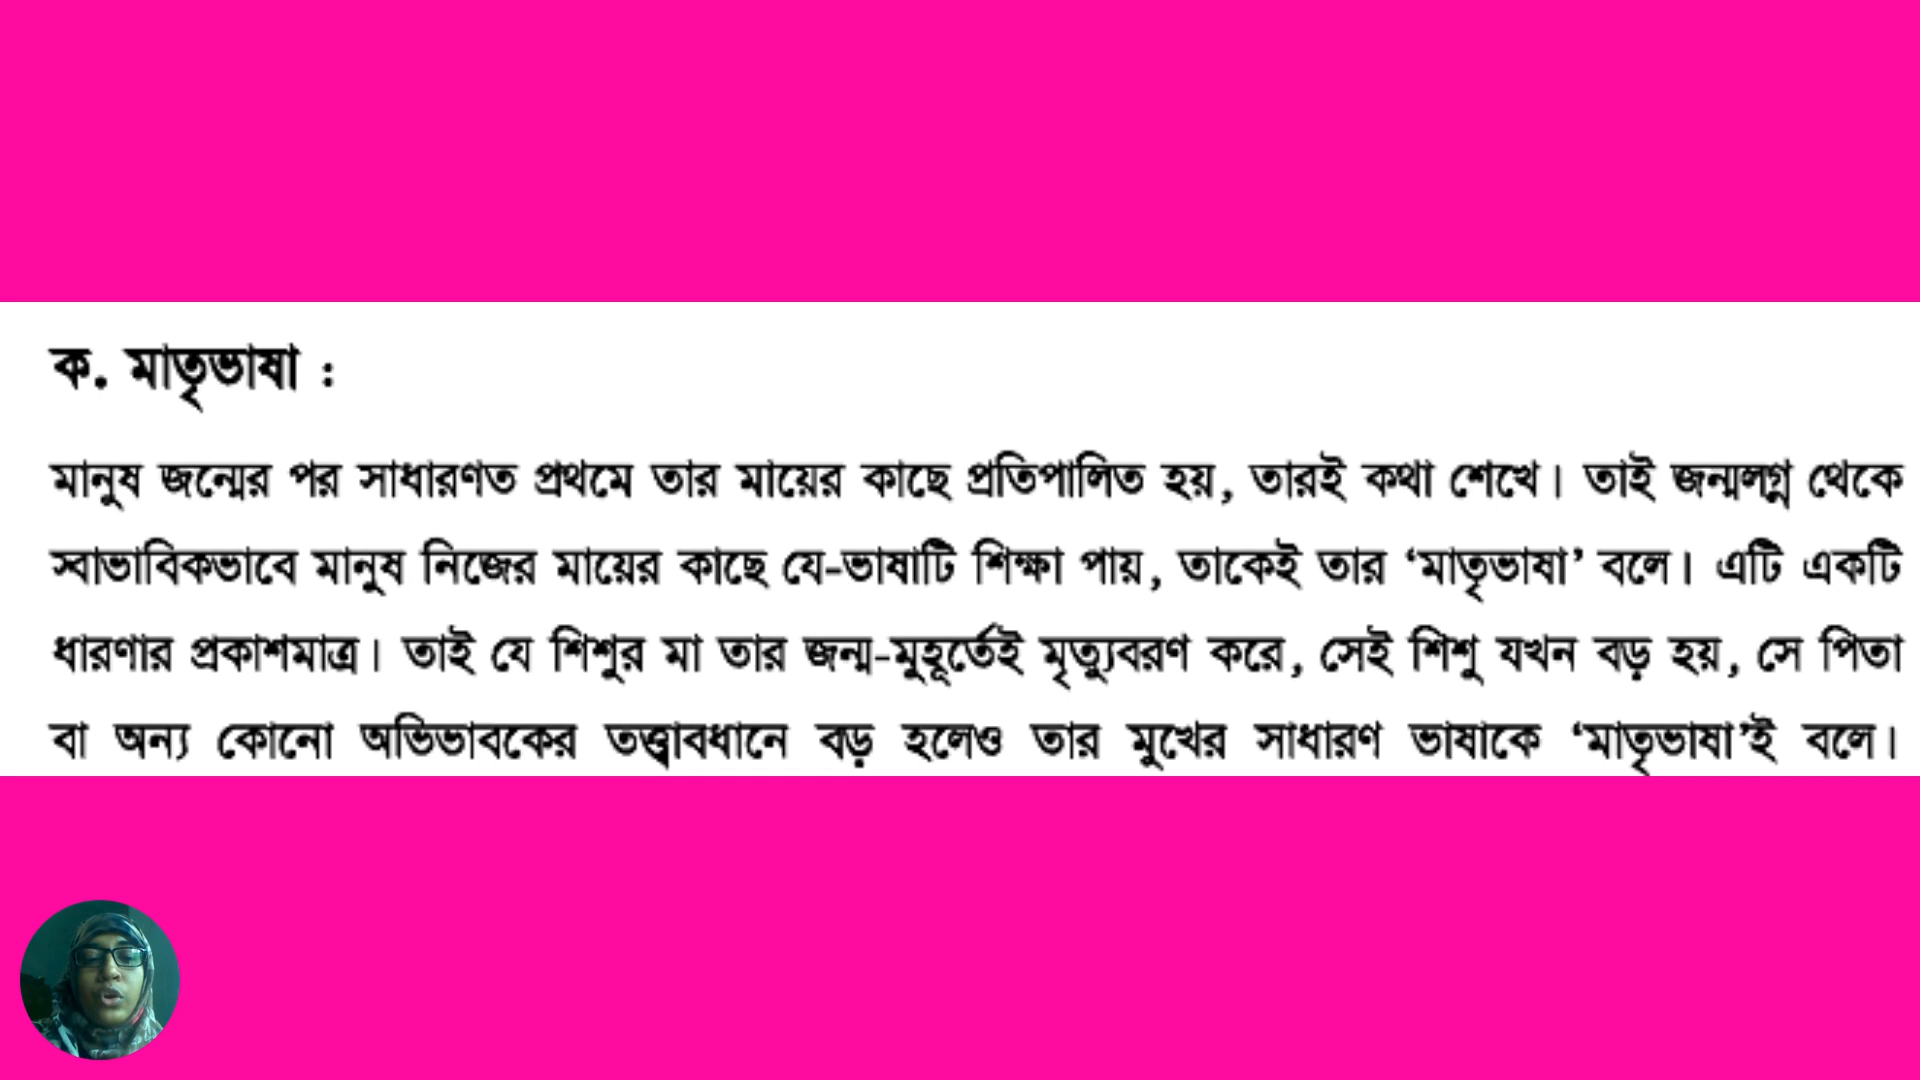 ক. মাতৃভাষা :
মানুষ জন্মের পর সাধারণত প্রথমে তার মায়ের কাছে প্রতিপালিত হয়, তারই কথা শেখে। তাই জন্মলগ্ন থেকে
স্বাভাবিকভাবে মানুষ নিজের মায়ের কাছে যে-ভাষাটি শিক্ষা পায়, তাকেই তার ‘মাতৃভাষা’ বলে। এটি একটি
ধারণার প্রকাশমাত্র। তাই যে শিশুর মা তার জন্ম-মুহূর্তেই মৃত্যুবরণ করে, সেই শিশু যখন বড় হয়, সে পিতা
বা অন্য কোনো অভিভাবকের তত্ত্বাবধানে বড় হলেও তার মুখের সাধারণ ভাষাকে ‘মাতৃভাষা’ই বলে।